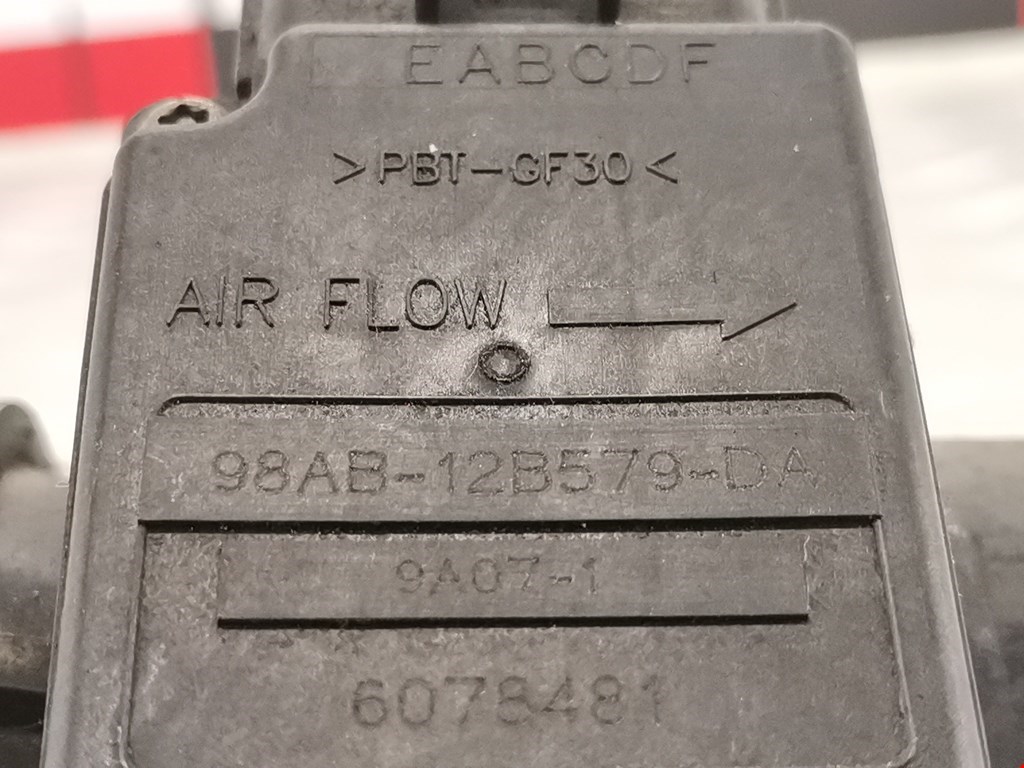 EABCDF
>PBT-GF30<
AIR FLOW
98AB-12B579-DA
9A07-1
6078481